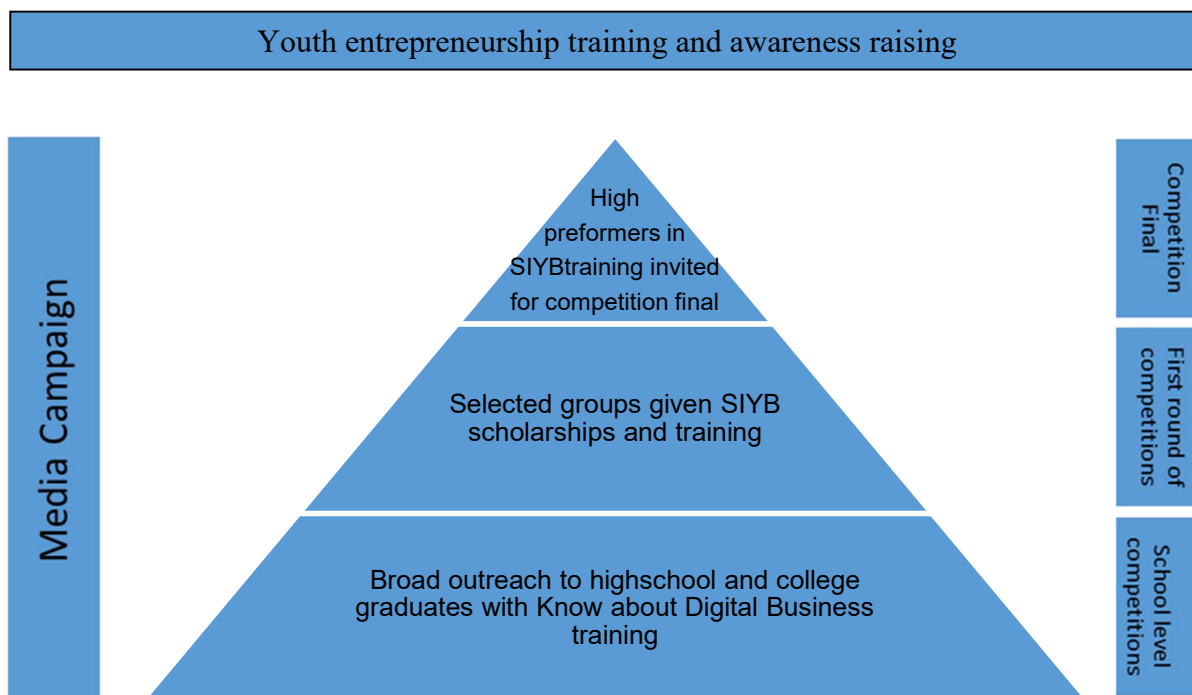 Youth entrepreneurship training and awareness raising
Media Campaign
High
preformers in
SIYBtraining invited
for competition final
Competition
Final
Selected groups given SIYB
scholarships and training
First round of
competitions
Broad outreach to highschool and college
graduates with Know about Digital Business
training
School level
competitions